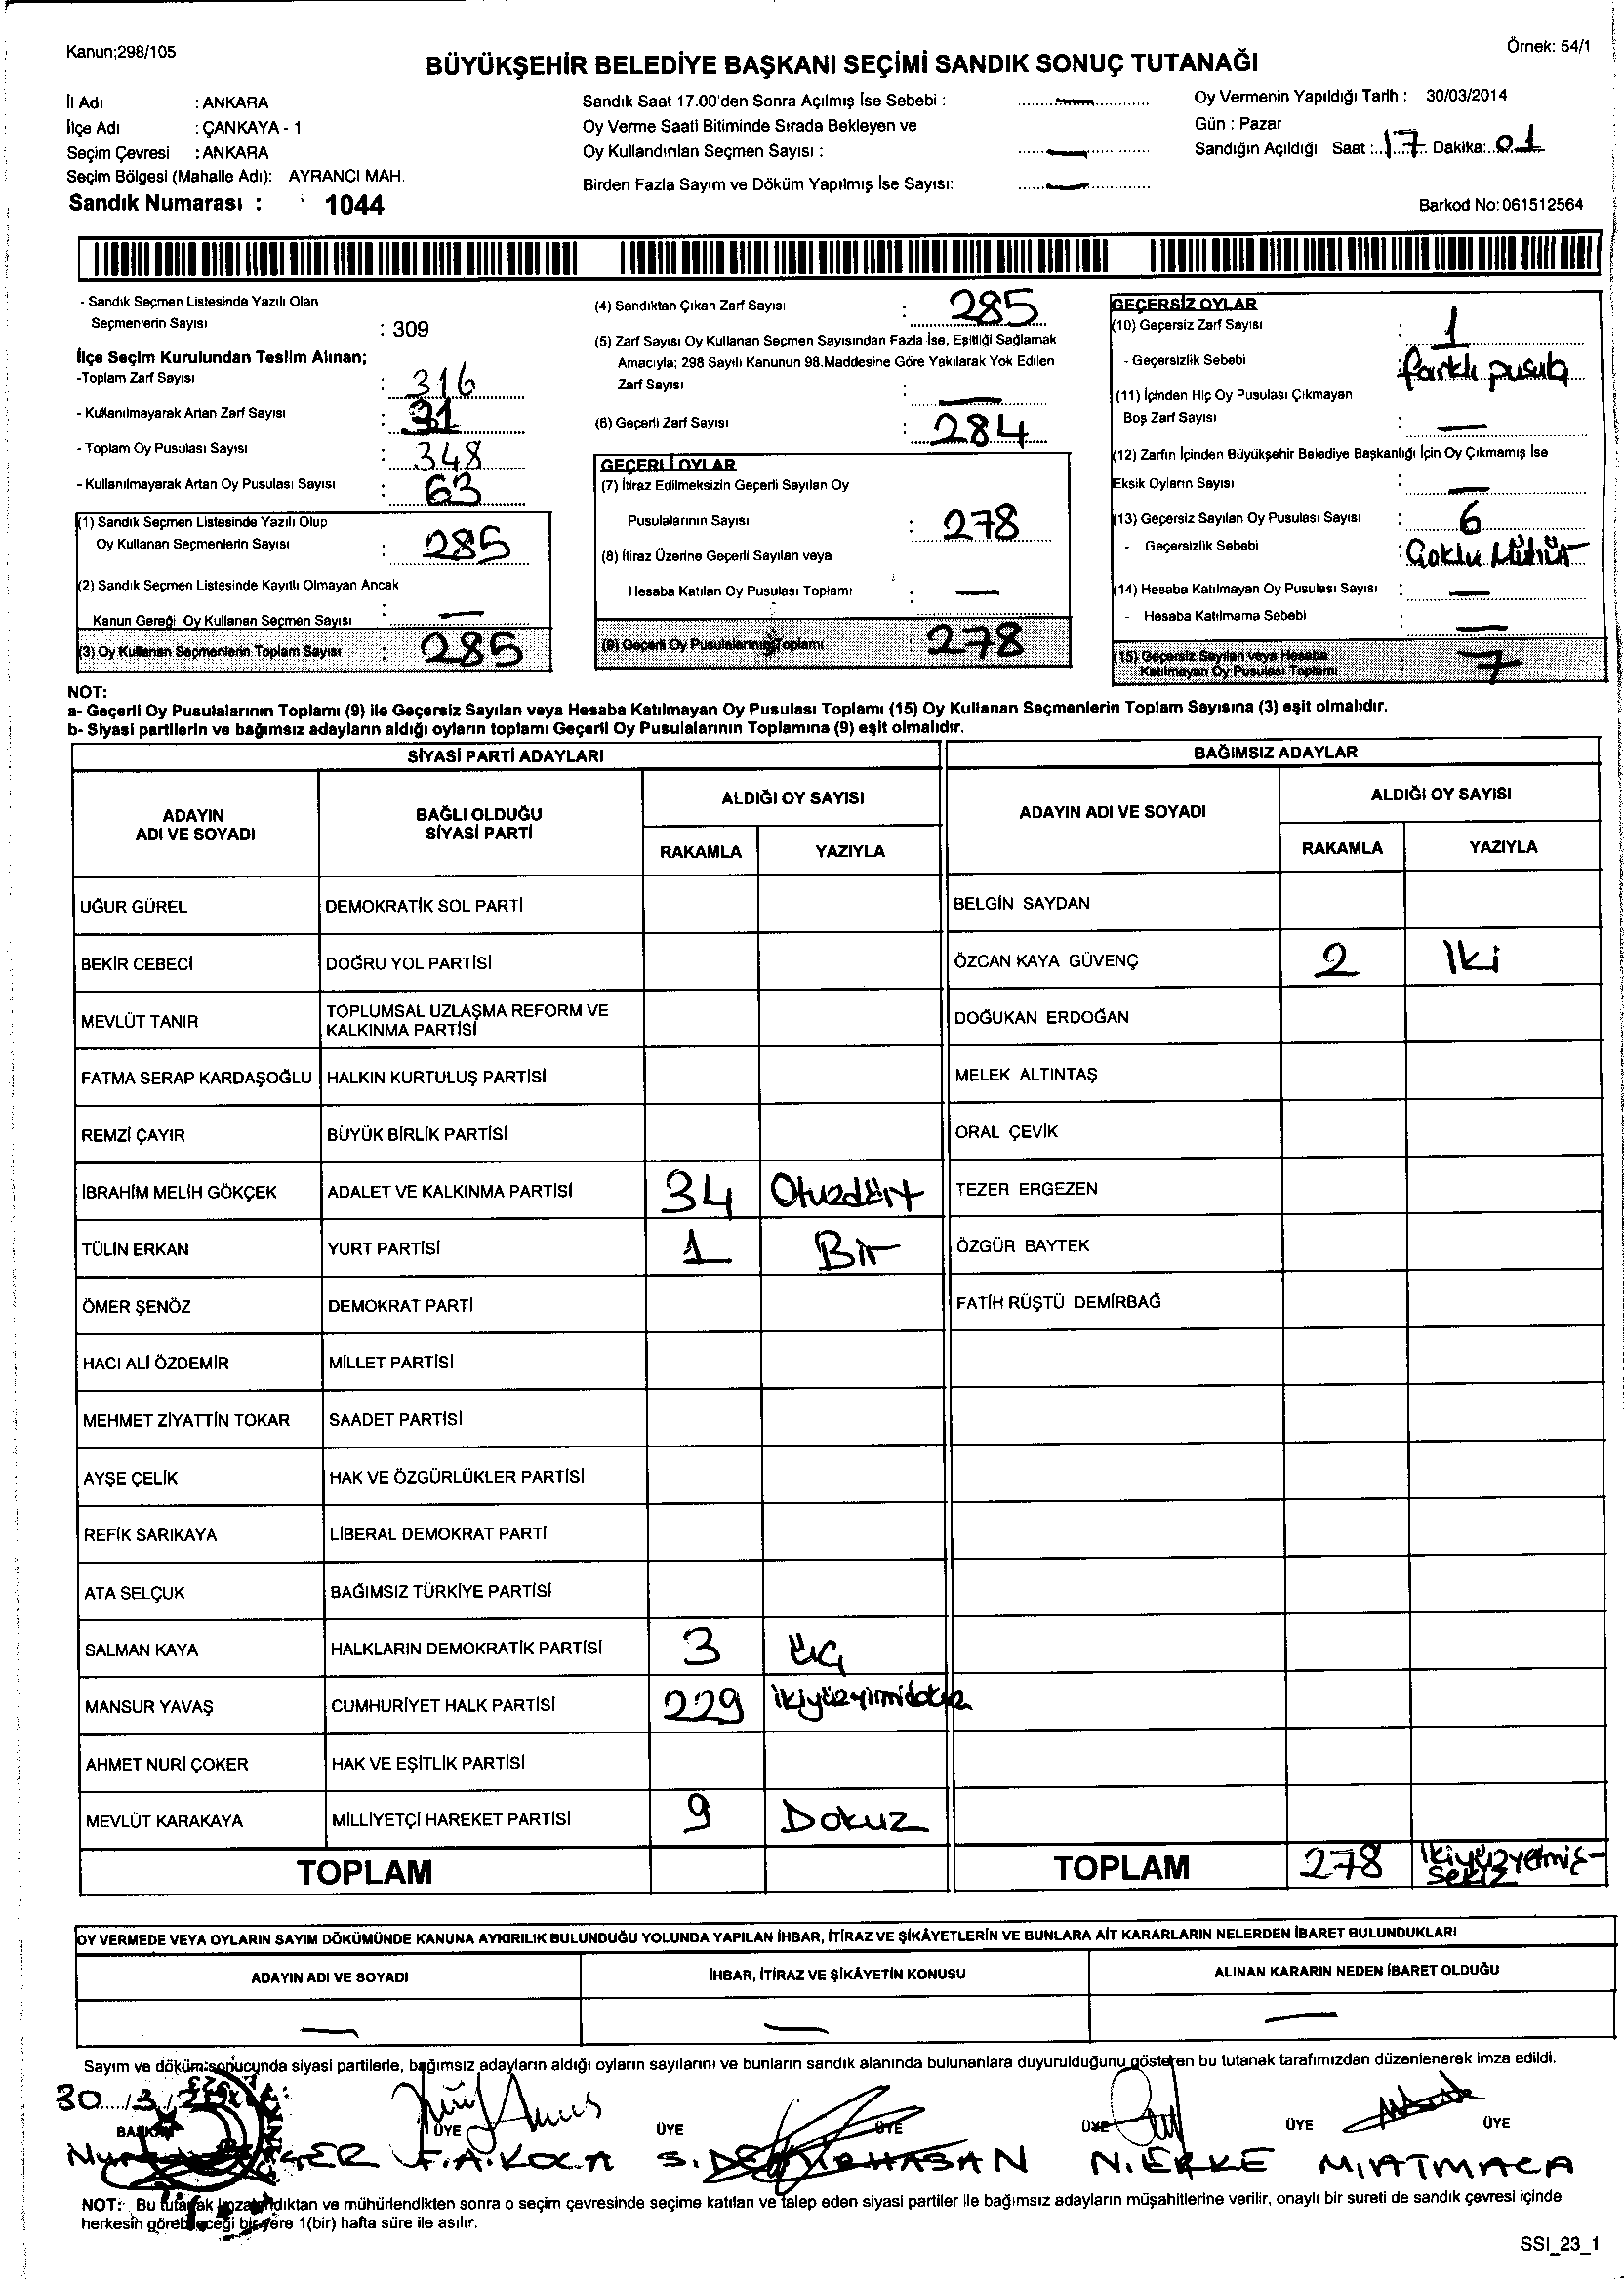 Kanun;298/105
Örnek: 54/1
BÜYÜKŞEHİR BELEDİYE BAŞKANI SEÇİMİ SANDIK SONUÇ TUTANAĞI
İl Adı : ANKARA
İlçe Adı : ÇANKAYA - 1
Seçim Çevresi : ANKARA
Seçim Bölgesi (Mahalle Adı): AYRANCI MAH.
Sandık Numarası : 1044
Sandık Saat 17.00'den Sonra Açılmış İse Sebebi : —
Oy Verme Saati Bitiminde Sırada Bekleyen ve
Oy Kullandırılan Seçmen Sayısı : —
Birden Fazla Sayım ve Döküm Yapılmış İse Sayısı: —
Oy Vermenin Yapıldığı Tarih : 30/03/2014
Gün : Pazar
Sandığın Açıldığı Saat : 17 Dakika: 01
Barkod No: 061512564
- Sandık Seçmen Listesinde Yazılı Olan
Seçmenlerin Sayısı : 309
İlçe Seçim Kurulundan Teslim Alınan;
-Toplam Zarf Sayısı : 316
- Kullanılmayarak Artan Zarf Sayısı : 31
- Toplam Oy Pusulası Sayısı : 348
- Kullanılmayarak Artan Oy Pusulası Sayısı : 63
(1) Sandık Seçmen Listesinde Yazılı Olup
Oy Kullanan Seçmenlerin Sayısı : 285
(2) Sandık Seçmen Listesinde Kayıtlı Olmayan Ancak
Kanun Gereği Oy Kullanan Seçmen Sayısı : —
(3) Oy Kullanan Seçmenlerin Toplam Sayısı : 285
(4) Sandıktan Çıkan Zarf Sayısı : 285
(5) Zarf Sayısı Oy Kullanan Seçmen Sayısından Fazla İse, Eşitliği Sağlamak
Amacıyla; 298 Sayılı Kanunun 98.Maddesine Göre Yakılarak Yok Edilen
Zarf Sayısı : —
(6) Geçerli Zarf Sayısı : 284
GEÇERLİ OYLAR
(7) İtiraz Edilmeksizin Geçerli Sayılan Oy
Pusulalarının Sayısı : 278
(8) İtiraz Üzerine Geçerli Sayılan veya
Hesaba Katılan Oy Pusulası Toplamı : —
(9) Geçerli Oy Pusulalarının Toplamı : 278
GEÇERSİZ OYLAR
(10) Geçersiz Zarf Sayısı : 1
- Geçersizlik Sebebi : farklı pusula
(11) İçinden Hiç Oy Pusulası Çıkmayan
Boş Zarf Sayısı : —
(12) Zarfın İçinden Büyükşehir Belediye Başkanlığı İçin Oy Çıkmamış İse
Eksik Oyların Sayısı : —
(13) Geçersiz Sayılan Oy Pusulası Sayısı : 6
- Geçersizlik Sebebi : Çoklu Mühür
(14) Hesaba Katılmayan Oy Pusulası Sayısı : —
- Hesaba Katılmama Sebebi : —
(15) Geçersiz Sayılan veya Hesaba
Katılmayan Oy Pusulası Toplamı : 7
NOT:
a- Geçerli Oy Pusulalarının Toplamı (9) ile Geçersiz Sayılan veya Hesaba Katılmayan Oy Pusulası Toplamı (15) Oy Kullanan Seçmenlerin Toplam Sayısına (3) eşit olmalıdır.
b- Siyasi partilerin ve bağımsız adayların aldığı oyların toplamı Geçerli Oy Pusulalarının Toplamına (9) eşit olmalıdır.
SİYASİ PARTİ ADAYLARI
ADAYIN
ADI VE SOYADI
BAĞLI OLDUĞU
SİYASİ PARTİ
ALDIĞI OY SAYISI
RAKAMLA YAZIYLA
UĞUR GÜREL DEMOKRATİK SOL PARTİ
BEKİR CEBECİ DOĞRU YOL PARTİSİ
MEVLÜT TANIR TOPLUMSAL UZLAŞMA REFORM VE
KALKINMA PARTİSİ
FATMA SERAP KARDAŞOĞLU HALKIN KURTULUŞ PARTİSİ
REMZİ ÇAYIR BÜYÜK BİRLİK PARTİSİ
İBRAHİM MELİH GÖKÇEK ADALET VE KALKINMA PARTİSİ 34 Otuzdört
TÜLİN ERKAN YURT PARTİSİ 1 Bir
ÖMER ŞENÖZ DEMOKRAT PARTİ
HACI ALİ ÖZDEMİR MİLLET PARTİSİ
MEHMET ZİYATTİN TOKAR SAADET PARTİSİ
AYŞE ÇELİK HAK VE ÖZGÜRLÜKLER PARTİSİ
REFİK SARIKAYA LİBERAL DEMOKRAT PARTİ
ATA SELÇUK BAĞIMSIZ TÜRKİYE PARTİSİ
SALMAN KAYA HALKLARIN DEMOKRATİK PARTİSİ 3 üç
MANSUR YAVAŞ CUMHURİYET HALK PARTİSİ 229 ikiyüzyirmidokuz
AHMET NURİ ÇOKER HAK VE EŞİTLİK PARTİSİ
MEVLÜT KARAKAYA MİLLİYETÇİ HAREKET PARTİSİ 9 Dokuz
TOPLAM
BAĞIMSIZ ADAYLAR
ADAYIN ADI VE SOYADI
ALDIĞI OY SAYISI
RAKAMLA YAZIYLA
BELGİN SAYDAN
ÖZCAN KAYA GÜVENÇ 2 Iki
DOĞUKAN ERDOĞAN
MELEK ALTINTAŞ
ORAL ÇEVİK
TEZER ERGEZEN
ÖZGÜR BAYTEK
FATİH RÜŞTÜ DEMİRBAĞ
TOPLAM 278 ikiyüzyetmiş-
sekiz
OY VERMEDE VEYA OYLARIN SAYIM DÖKÜMÜNDE KANUNA AYKIRILIK BULUNDUĞU YOLUNDA YAPILAN İHBAR, İTİRAZ VE ŞİKÂYETLERİN VE BUNLARA AİT KARARLARIN NELERDEN İBARET BULUNDUKLARI
ADAYIN ADI VE SOYADI İHBAR, İTİRAZ VE ŞİKÂYETİN KONUSU ALINAN KARARIN NEDEN İBARET OLDUĞU
— — —
Sayım ve döküm sonucunda siyasi partilerle, bağımsız adayların aldığı oyların sayılarını ve bunların sandık alanında bulunanlara duyurulduğunu gösteren bu tutanak tarafımızdan düzenlenerek imza edildi.
30 / 3 /
BAŞKAN ÜYE ÜYE ÜYE ÜYE ÜYE ÜYE
F.A.KOCA N.ERKE M.ATMACA
NOT: Bu tutanak imzalandıktan ve mühürlendikten sonra o seçim çevresinde seçime katılan ve talep eden siyasi partiler ile bağımsız adayların müşahitlerine verilir, onaylı bir sureti de sandık çevresi içinde
herkesin görebileceği bir yere 1(bir) hafta süre ile asılır.
SSI_23_1